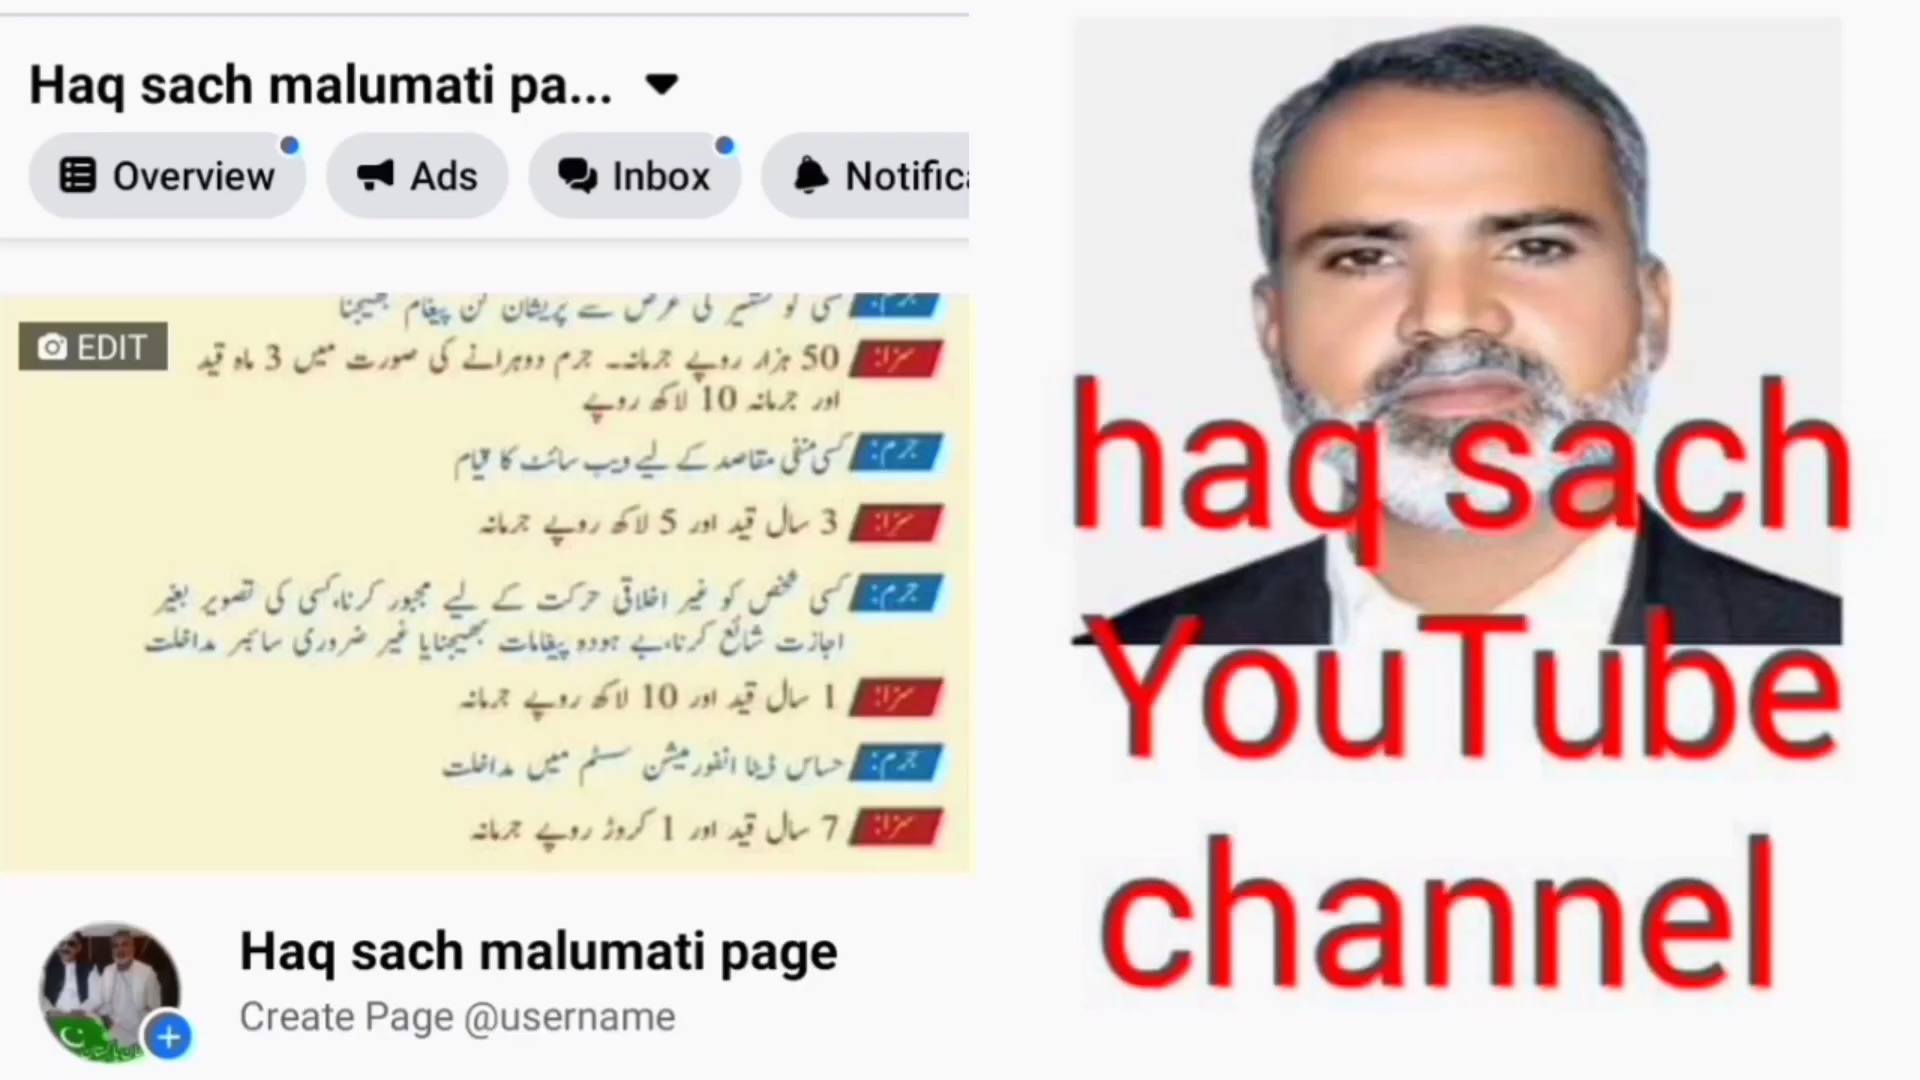 Haq sach malumati pa...
Overview
Ads
Inbox
Notifica
EDIT
جرم: کسی کو تشہیر کی غرض سے پریشان کن پیغام بھیجنا
سزا: 50 ہزار روپے جرمانہ۔ جرم دوہرانے کی صورت میں 3 ماہ قید
اور جرمانہ 10 لاکھ روپے
جرم: کسی منفی مقاصد کے لیے ویب سائٹ کا قیام
سزا: 3 سال قید اور 5 لاکھ روپے جرمانہ
جرم: کسی شخص کو غیر اخلاقی حرکت کے لیے مجبور کرنا، کسی کی تصویر بغیر
اجازت شائع کرنا، بے ہودہ پیغامات بھیجنا یا غیر ضروری سائبر مداخلت
سزا: 1 سال قید اور 10 لاکھ روپے جرمانہ
جرم: حساس ڈیٹا انفورمیشن سسٹم میں مداخلت
سزا: 7 سال قید اور 1 کروڑ روپے جرمانہ
Haq sach malumati page
Create Page @username
haq sach
YouTube
channel